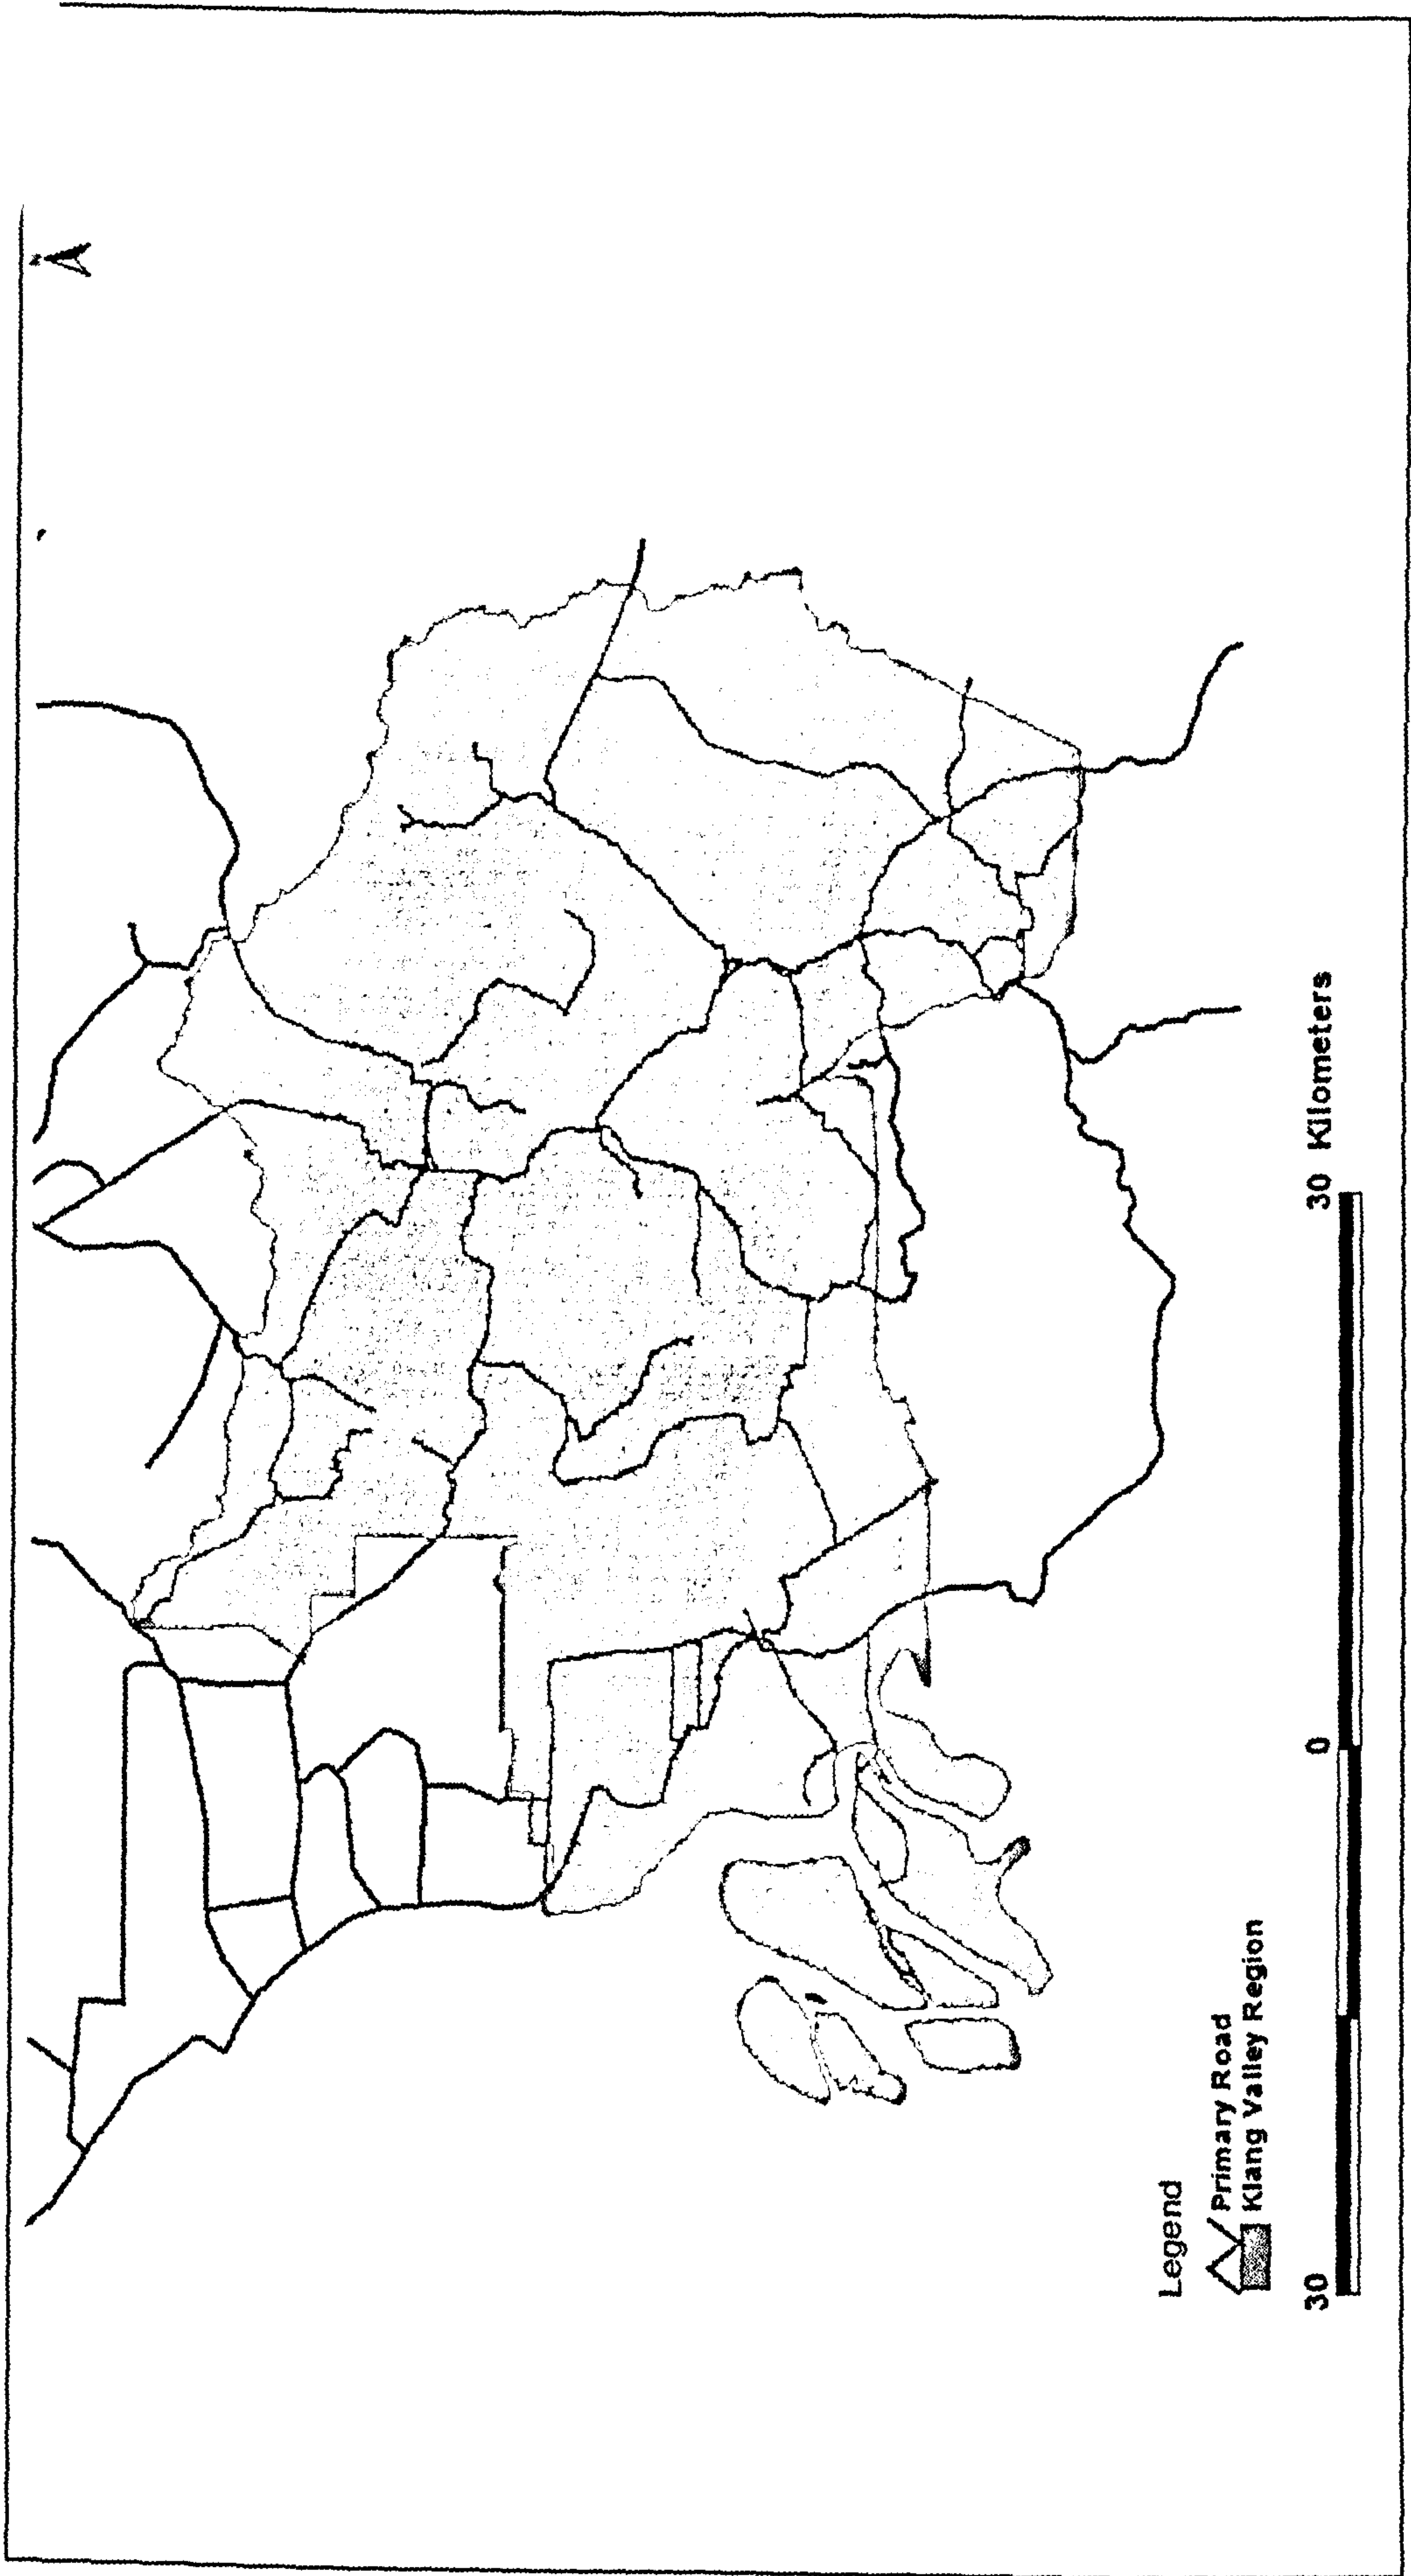 Legend
Primary Road
Klang Valley Region
30 0 30 Kilometers